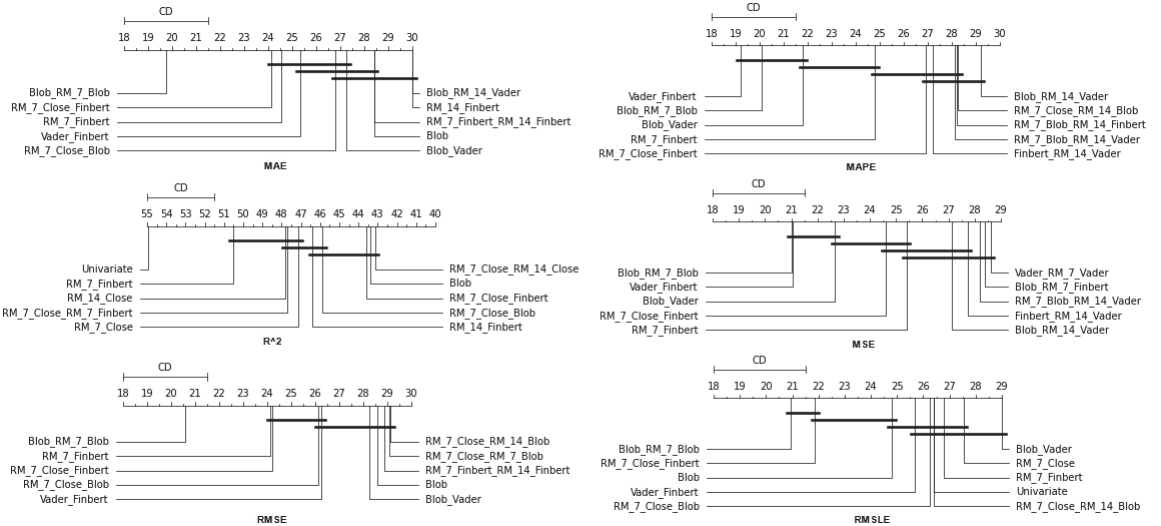 CD
18 19 20 21 22 23 24 25 26 27 28 29 30
Blob_RM_7_Blob
RM_7_Close_Finbert
RM_7_Finbert
Vader_Finbert
RM_7_Close_Blob
Blob_RM_14_Vader
RM_14_Finbert
RM_7_Finbert_RM_14_Finbert
Blob
Blob_Vader
MAE
CD
18 19 20 21 22 23 24 25 26 27 28 29 30
Vader_Finbert
Blob_RM_7_Blob
Blob_Vader
RM_7_Finbert
RM_7_Close_Finbert
Blob_RM_14_Vader
RM_7_Close_RM_14_Blob
RM_7_Blob_RM_14_Finbert
RM_7_Blob_RM_14_Vader
Finbert_RM_14_Vader
MAPE
CD
55 54 53 52 51 50 49 48 47 46 45 44 43 42 41 40
Univariate
RM_7_Finbert
RM_14_Close
RM_7_Close_RM_7_Finbert
RM_7_Close
RM_7_Close_RM_14_Close
Blob
RM_7_Close_Finbert
RM_7_Close_Blob
RM_14_Finbert
R^2
CD
18 19 20 21 22 23 24 25 26 27 28 29
Blob_RM_7_Blob
Vader_Finbert
Blob_Vader
RM_7_Close_Finbert
RM_7_Finbert
Vader_RM_7_Vader
Blob_RM_7_Finbert
RM_7_Blob_RM_14_Vader
Finbert_RM_14_Vader
Blob_RM_14_Vader
MSE
CD
18 19 20 21 22 23 24 25 26 27 28 29 30
Blob_RM_7_Blob
RM_7_Finbert
RM_7_Close_Finbert
RM_7_Close_Blob
Vader_Finbert
RM_7_Close_RM_14_Blob
RM_7_Close_RM_7_Blob
RM_7_Finbert_RM_14_Finbert
Blob
Blob_Vader
RMSE
CD
18 19 20 21 22 23 24 25 26 27 28 29
Blob_RM_7_Blob
RM_7_Close_Finbert
Blob
Vader_Finbert
RM_7_Close_Blob
Blob_Vader
RM_7_Close
RM_7_Finbert
Univariate
RM_7_Close_RM_14_Blob
RMSLE